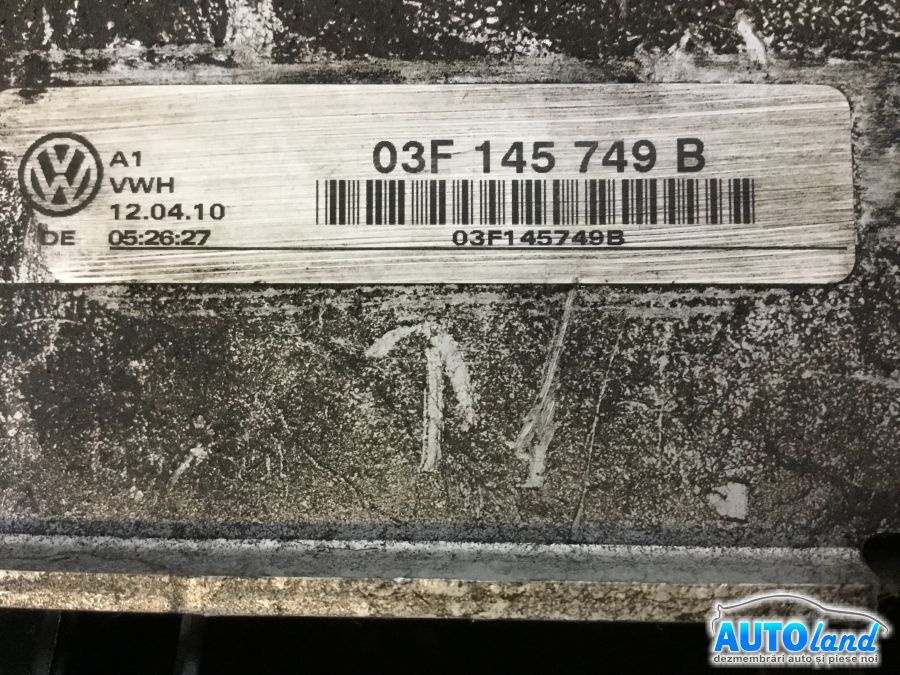 A1
VWH
12.04.10
DE 05:26:27
03F 145 749 B
03F145749B
AUTOland
dezmembrări auto și piese noi